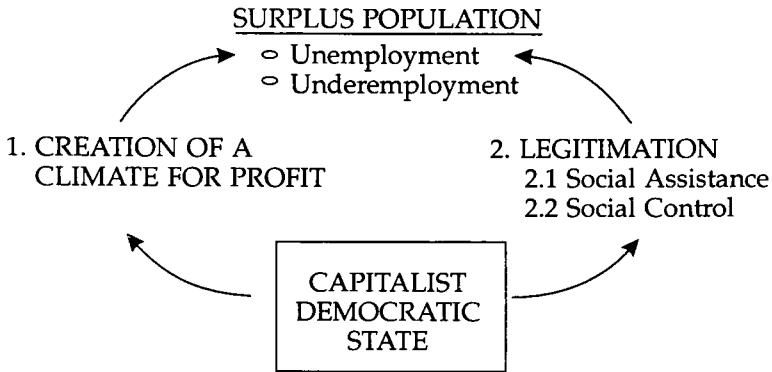 SURPLUS POPULATION
○ Unemployment
○ Underemployment
1. CREATION OF A
CLIMATE FOR PROFIT
2. LEGITIMATION
2.1 Social Assistance
2.2 Social Control
CAPITALIST
DEMOCRATIC
STATE